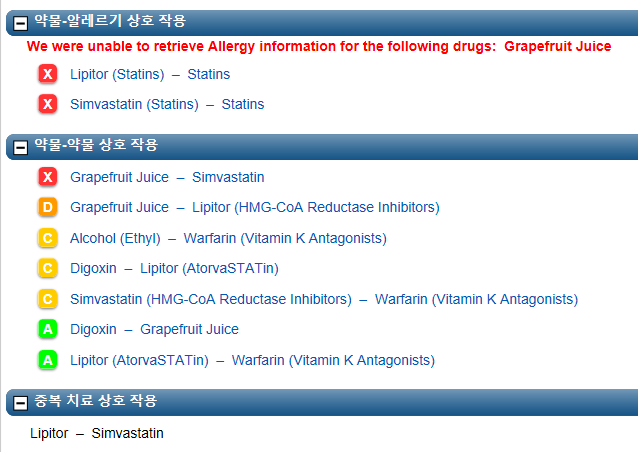 약물-알레르기 상호 작용
We were unable to retrieve Allergy information for the following drugs: Grapefruit Juice
X Lipitor (Statins) – Statins
X Simvastatin (Statins) – Statins
약물-약물 상호 작용
X Grapefruit Juice – Simvastatin
D Grapefruit Juice – Lipitor (HMG-CoA Reductase Inhibitors)
C Alcohol (Ethyl) – Warfarin (Vitamin K Antagonists)
C Digoxin – Lipitor (AtorvaSTATin)
C Simvastatin (HMG-CoA Reductase Inhibitors) – Warfarin (Vitamin K Antagonists)
A Digoxin – Grapefruit Juice
A Lipitor (AtorvaSTATin) – Warfarin (Vitamin K Antagonists)
중복 치료 상호 작용
Lipitor – Simvastatin